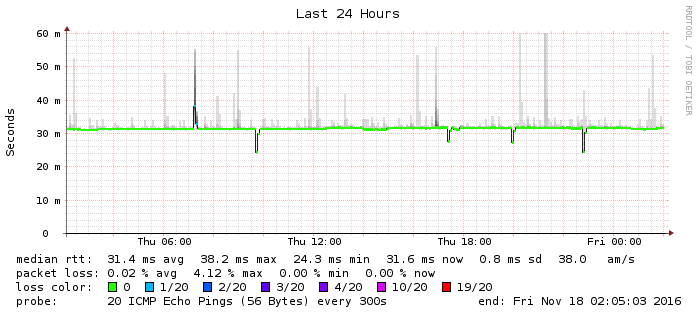 Last 24 Hours
RRDTOOL / TOBI OETIKER
Seconds
60 m
50 m
40 m
30 m
20 m
10 m
0
Thu 06:00 Thu 12:00 Thu 18:00 Fri 00:00
median rtt: 31.4 ms avg 38.2 ms max 24.3 ms min 31.6 ms now 0.8 ms sd 38.0 am/s
packet loss: 0.02 % avg 4.12 % max 0.00 % min 0.00 % now
loss color: 0 1/20 2/20 3/20 4/20 10/20 19/20
probe: 20 ICMP Echo Pings (56 Bytes) every 300s end: Fri Nov 18 02:05:03 2016